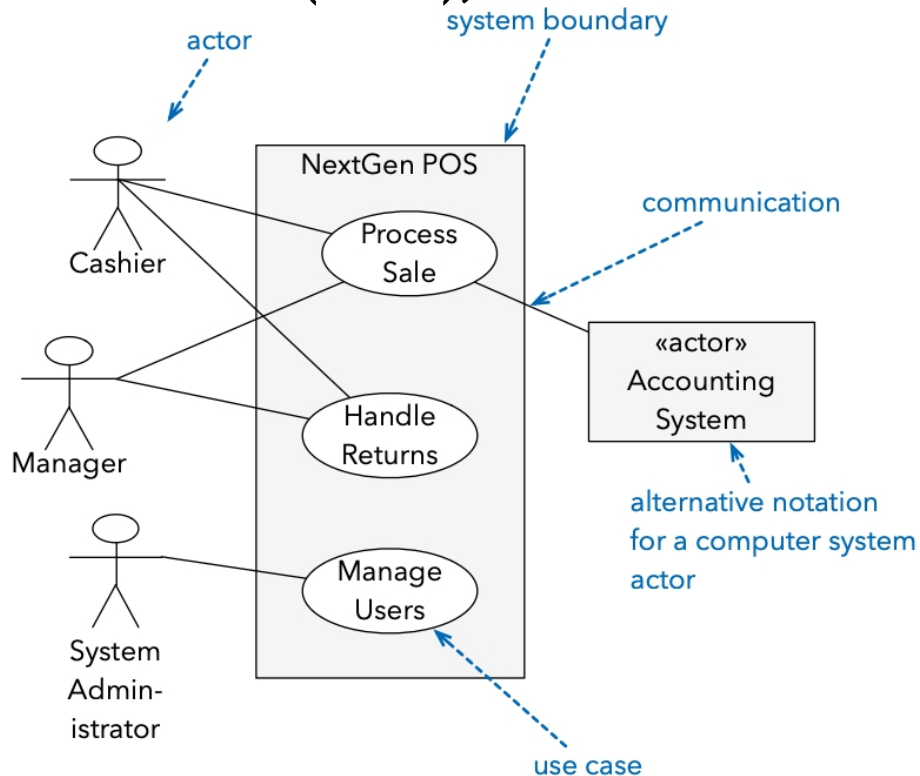 system boundary
actor
NextGen POS
communication
Process
Sale
Cashier
«actor»
Accounting
System
Handle
Returns
Manager
alternative notation
for a computer system
actor
Manage
Users
System
Admin-
istrator
use case